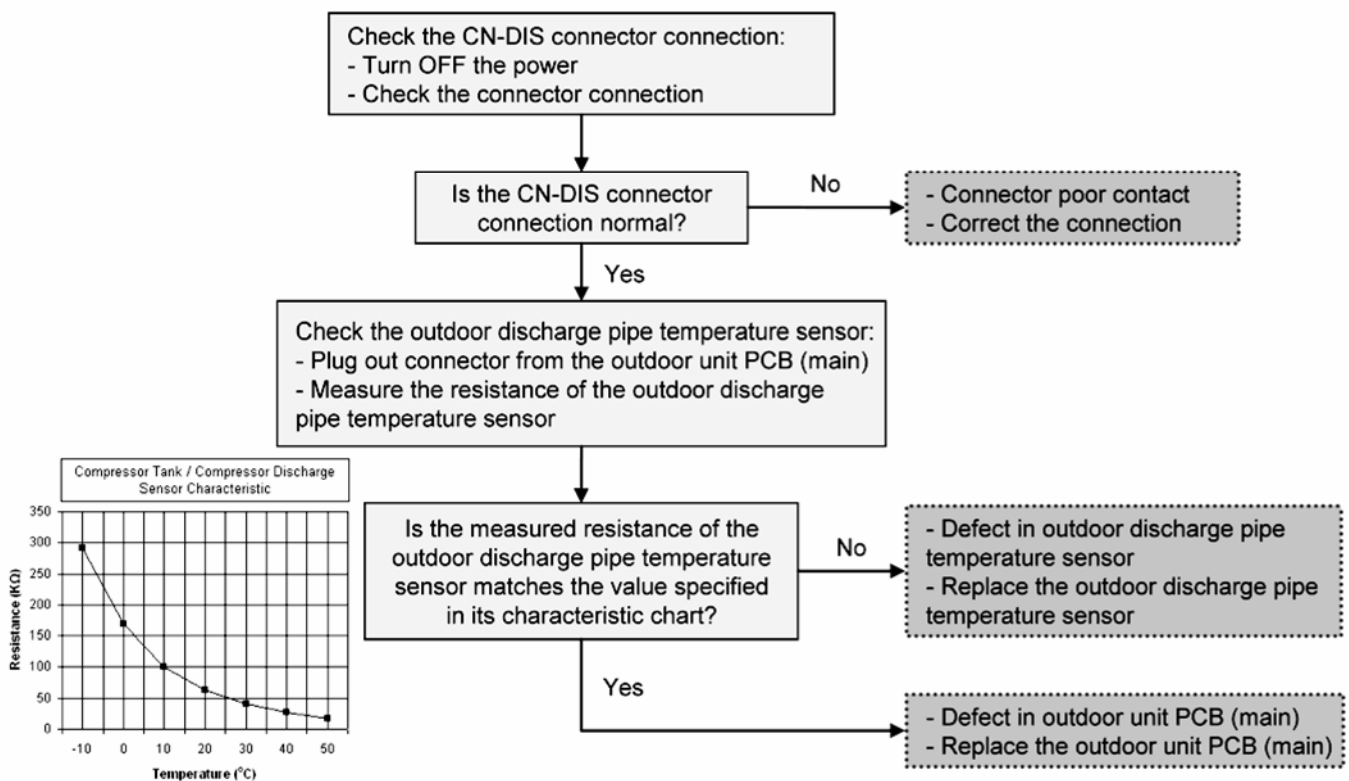 Check the CN-DIS connector connection:
- Turn OFF the power
- Check the connector connection
Is the CN-DIS connector
connection normal?
No
- Connector poor contact
- Correct the connection
Yes
Check the outdoor discharge pipe temperature sensor:
- Plug out connector from the outdoor unit PCB (main)
- Measure the resistance of the outdoor discharge
pipe temperature sensor
Compressor Tank / Compressor Discharge
Sensor Characteristic
350
300
250
200
150
100
50
0
Resistance (KΩ)
-10 0 10 20 30 40 50
Temperature (°C)
Is the measured resistance of the
outdoor discharge pipe temperature
sensor matches the value specified
in its characteristic chart?
No
- Defect in outdoor discharge pipe
temperature sensor
- Replace the outdoor discharge pipe
temperature sensor
Yes
- Defect in outdoor unit PCB (main)
- Replace the outdoor unit PCB (main)